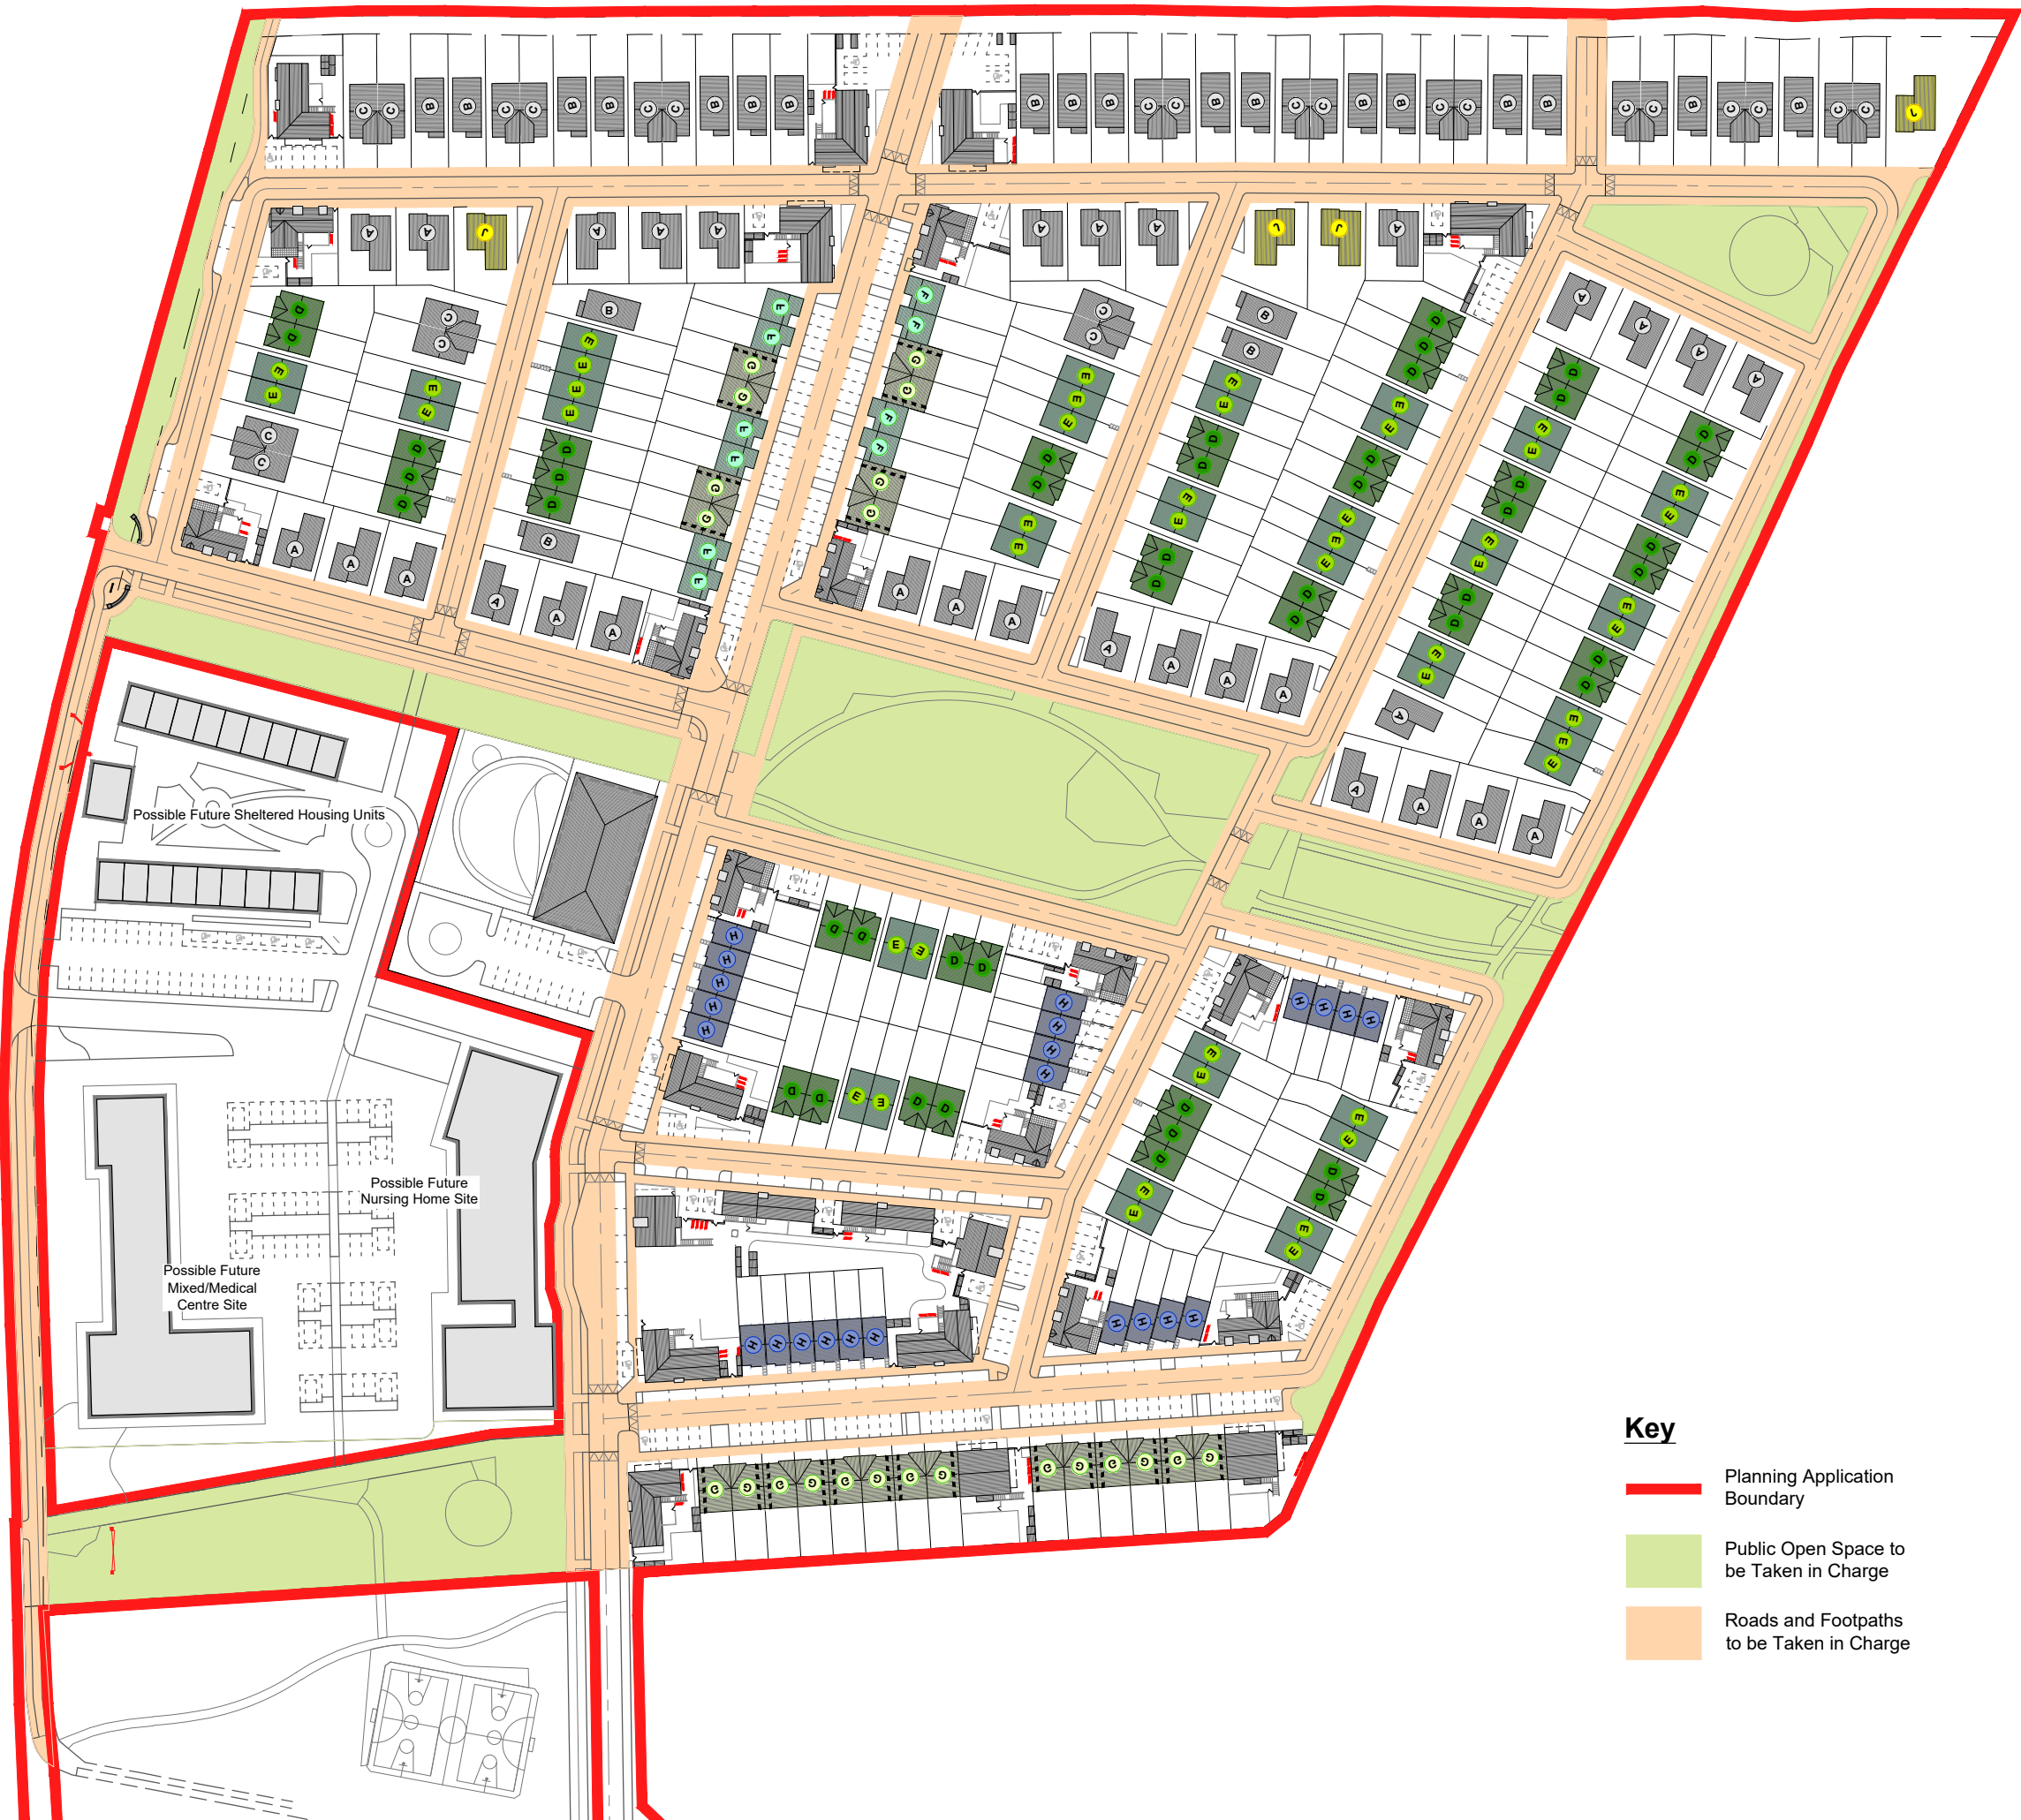 C C B B C C B B C C B B B
B B B C C B B C C B B C C B B
C C B C C B C C J
A A J
A A A
A A A
J J A
D D E E C C
C C E E D D D
A A A
B E E E E D D D B
F F G G F F G G F F
A A A
F F G G F F G G
C C E E E D D E E
A A A
B B E E D D E E D D
D D D E E D D E E E D D
A A A A
A A A A
D D E E D D E E D D E E A
D D E E D D E E D D E E E
A A A A
Possible Future Sheltered Housing Units
H H H H H
D D E E D D
H H H H
D D E E D D
H H H H
E E D D D E E
E E D D E E
H H H H
Possible Future
Nursing Home Site
Possible Future
Mixed/Medical
Centre Site
H H H H H H
G G G G G G G G
G G G G G G
Key
Planning Application
Boundary
Public Open Space to
be Taken in Charge
Roads and Footpaths
to be Taken in Charge